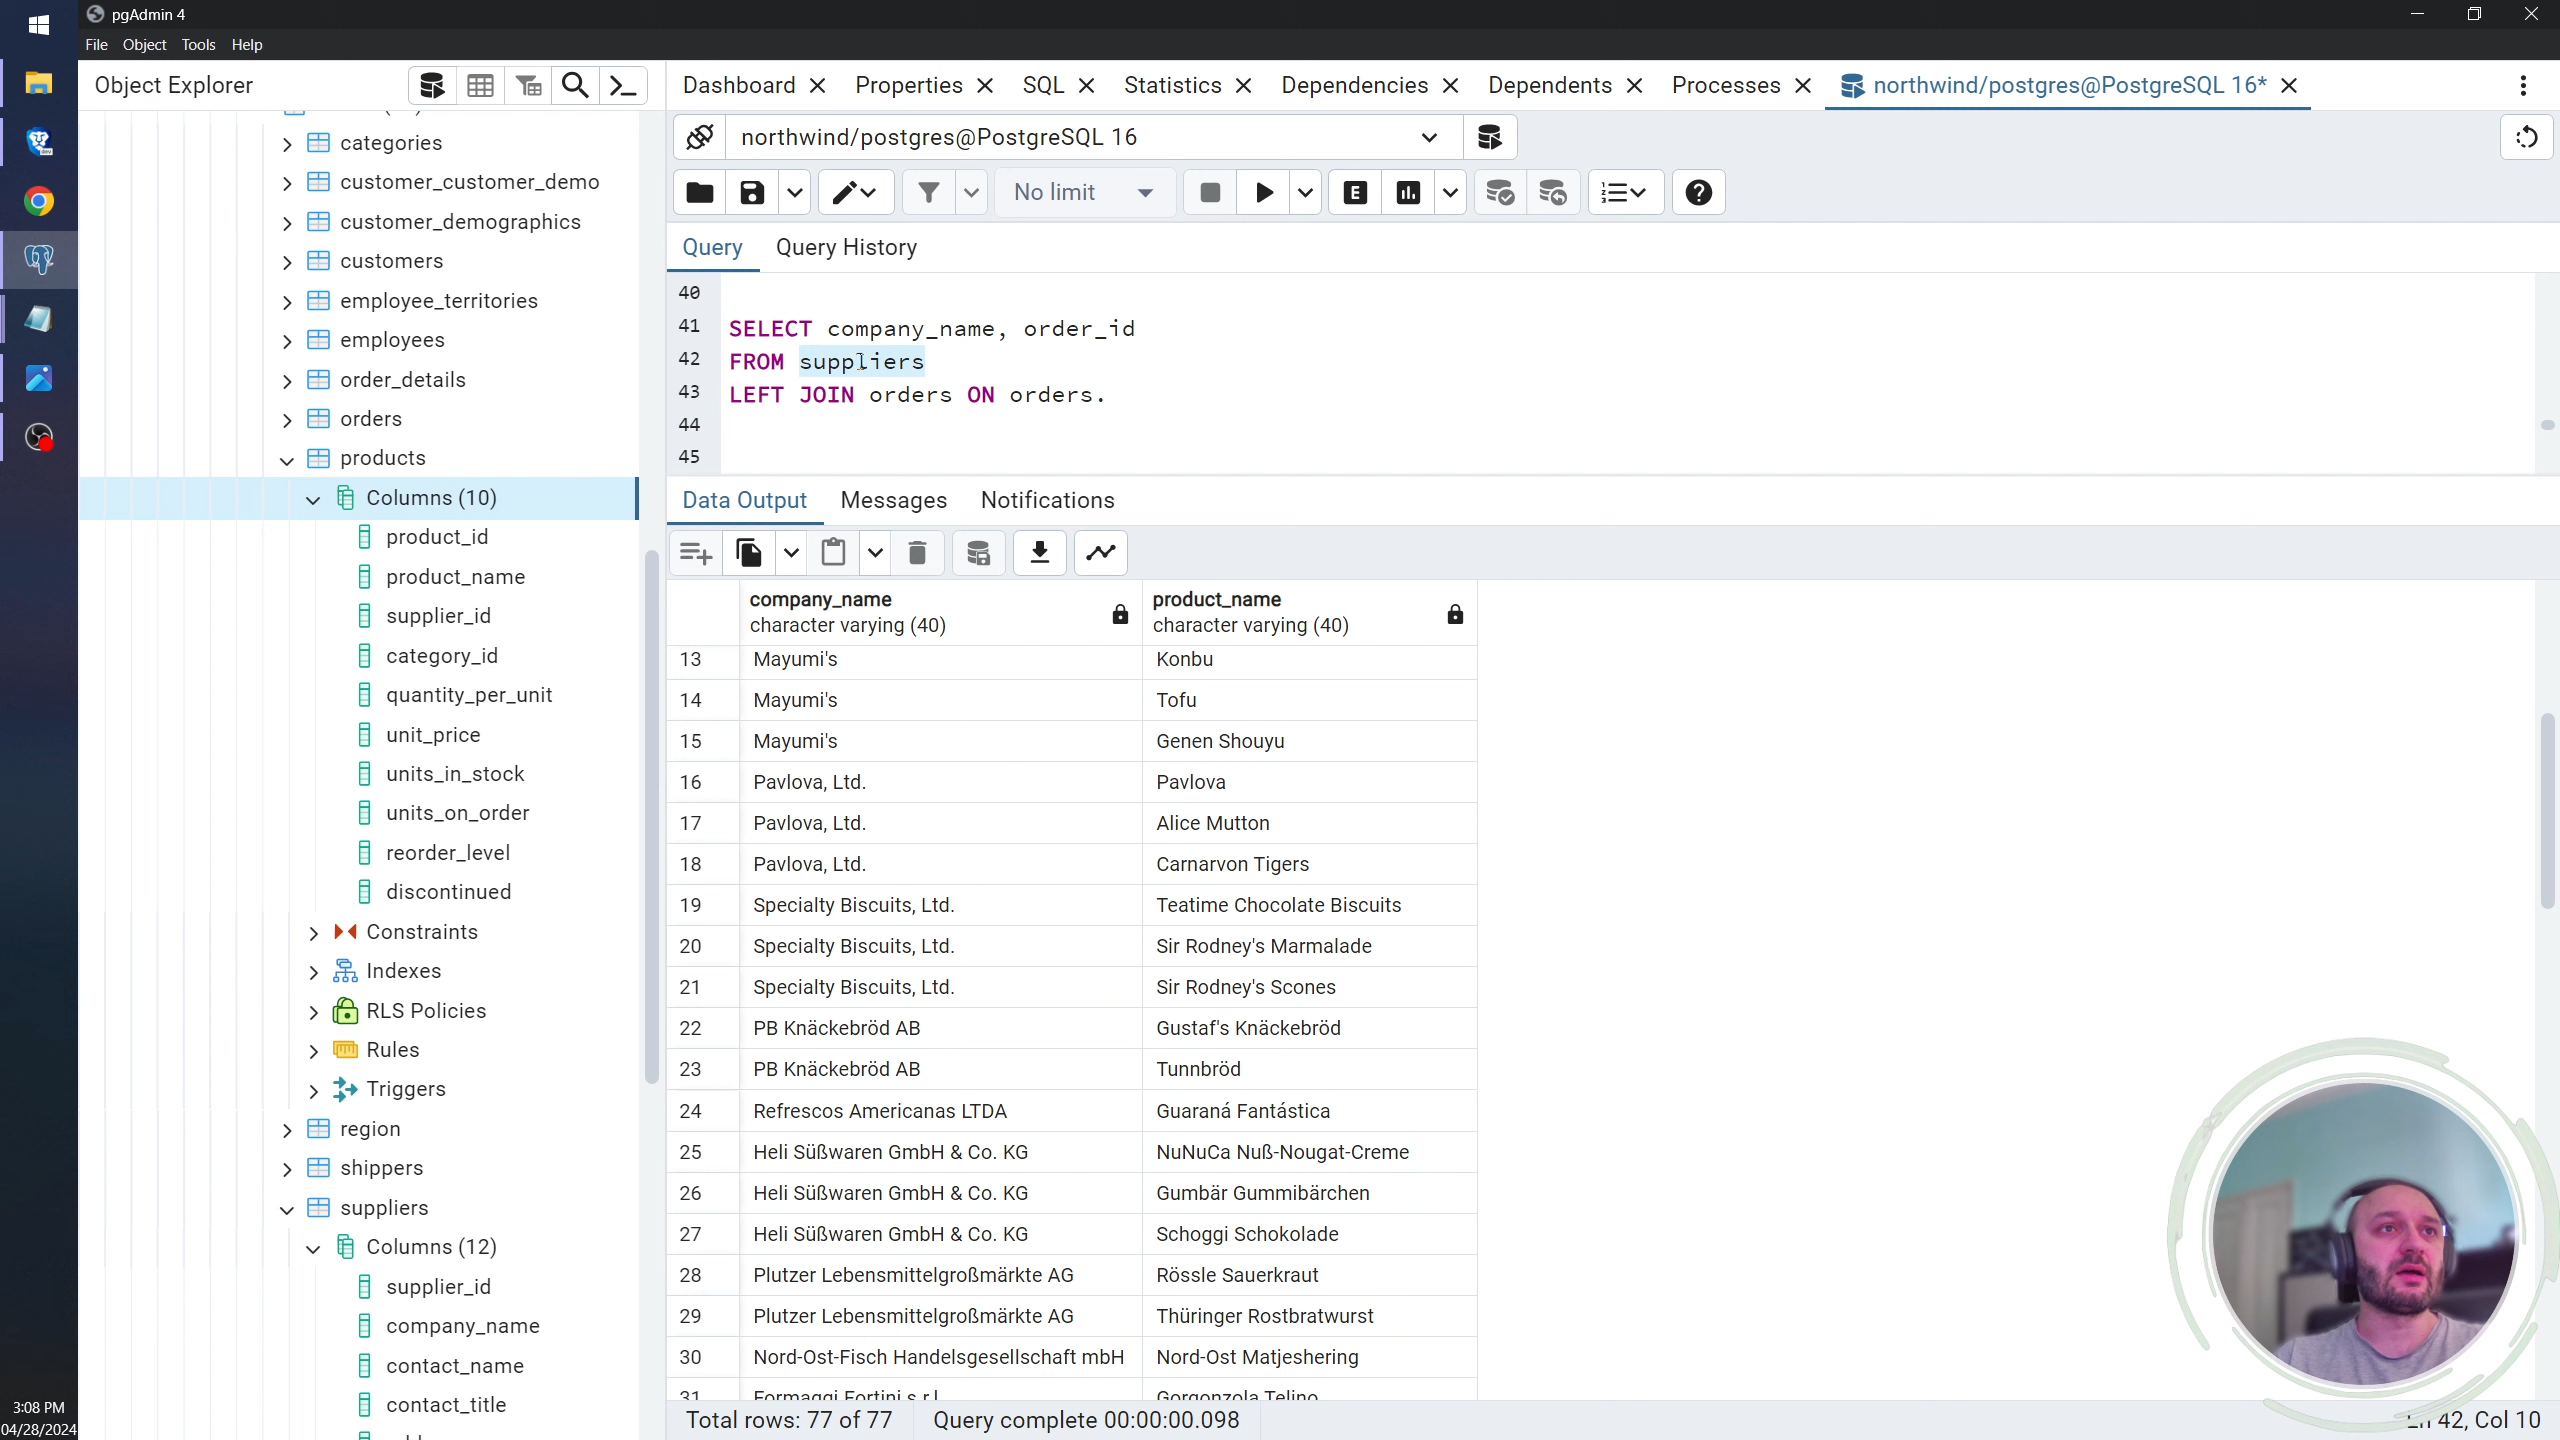 pgAdmin 4
File Object Tools Help
Object Explorer
Dashboard Properties SQL Statistics Dependencies Dependents Processes northwind/postgres@PostgreSQL 16*
northwind/postgres@PostgreSQL 16
No limit
E
Query Query History
40
41 SELECT company_name, order_id
42 FROM suppliers
43 LEFT JOIN orders ON orders.
44
45
categories
customer_customer_demo
customer_demographics
customers
employee_territories
employees
order_details
orders
products
Columns (10)
product_id
product_name
supplier_id
category_id
quantity_per_unit
unit_price
units_in_stock
units_on_order
reorder_level
discontinued
Constraints
Indexes
RLS Policies
Rules
Triggers
region
shippers
suppliers
Columns (12)
supplier_id
company_name
contact_name
contact_title
Data Output Messages Notifications
company_name product_name
character varying (40) character varying (40)
13 Mayumi's Konbu
14 Mayumi's Tofu
15 Mayumi's Genen Shouyu
16 Pavlova, Ltd. Pavlova
17 Pavlova, Ltd. Alice Mutton
18 Pavlova, Ltd. Carnarvon Tigers
19 Specialty Biscuits, Ltd. Teatime Chocolate Biscuits
20 Specialty Biscuits, Ltd. Sir Rodney's Marmalade
21 Specialty Biscuits, Ltd. Sir Rodney's Scones
22 PB Knäckebröd AB Gustaf's Knäckebröd
23 PB Knäckebröd AB Tunnbröd
24 Refrescos Americanas LTDA Guaraná Fantástica
25 Heli Süßwaren GmbH & Co. KG NuNuCa Nuß-Nougat-Creme
26 Heli Süßwaren GmbH & Co. KG Gumbär Gummibärchen
27 Heli Süßwaren GmbH & Co. KG Schoggi Schokolade
28 Plutzer Lebensmittelgroßmärkte AG Rössle Sauerkraut
29 Plutzer Lebensmittelgroßmärkte AG Thüringer Rostbratwurst
30 Nord-Ost-Fisch Handelsgesellschaft mbH Nord-Ost Matjeshering
31 Formaggi Fortini s.r.l. Gorgonzola Telino
Total rows: 77 of 77 Query complete 00:00:00.098 Ln 42, Col 10
3:08 PM
04/28/2024